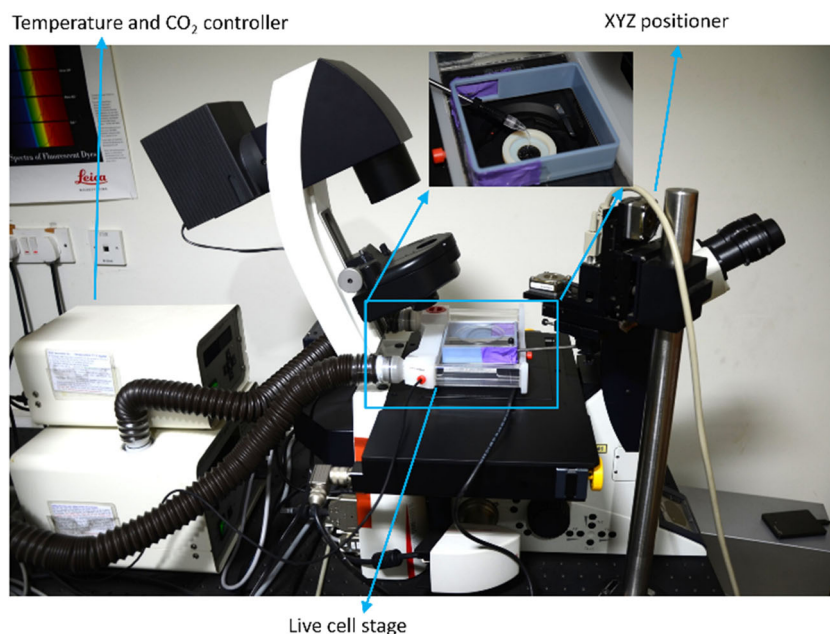 Temperature and CO₂ controller
XYZ positioner
Spectra of Fluorescent Dyes
Leica
Live cell stage